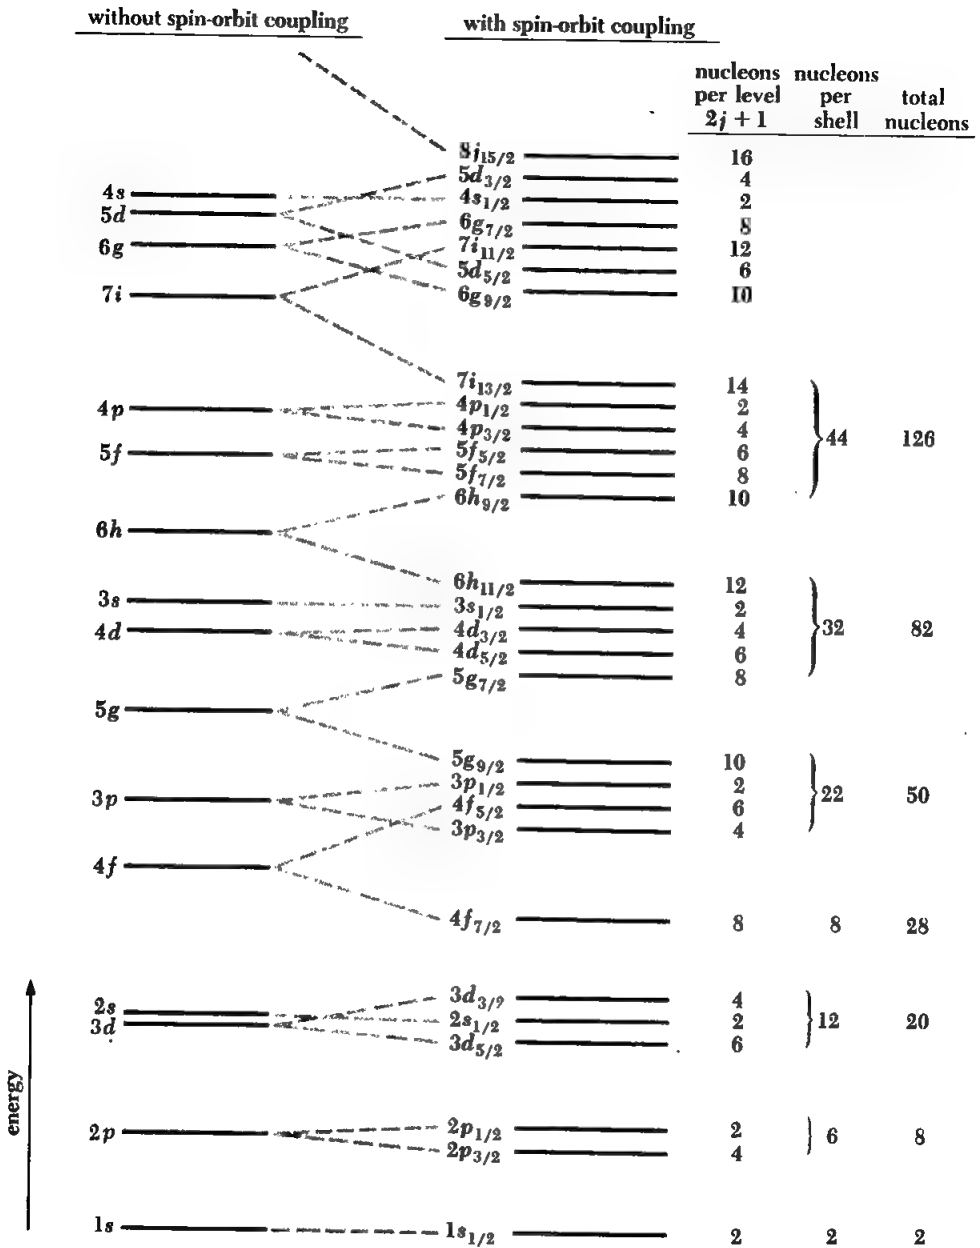 without spin-orbit coupling with spin-orbit coupling
nucleons nucleons
per level per total
2j + 1 shell nucleons
8j15/2 16
5d3/2 4
4s 4s1/2 2
5d 6g7/2 8
6g 7i11/2 12
5d5/2 6
7i 6g9/2 10
7i13/2 14
4p 4p1/2 2
4p3/2 4 44 126
5f 5f5/2 6
5f7/2 8
6h9/2 10
6h
6h11/2 12
3s 3s1/2 2
4d 4d3/2 4 32 82
4d5/2 6
5g7/2 8
5g
5g9/2 10
3p 3p1/2 2 22 50
4f5/2 6
3p3/2 4
4f
4f7/2 8 8 28
3d3/2 4
2s 2s1/2 2 12 20
3d 3d5/2 6
energy
2p 2p1/2 2 6 8
2p3/2 4
1s 1s1/2 2 2 2